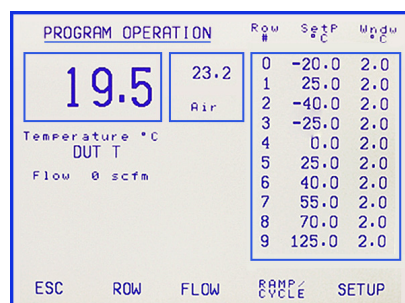 PROGRAM OPERATION
19.5
23.2
Air
Temperature °C
DUT T
Flow 0 scfm
Row # SetP °C Wndw °C
0 -20.0 2.0
1 25.0 2.0
2 -40.0 2.0
3 -25.0 2.0
4 0.0 2.0
5 25.0 2.0
6 40.0 2.0
7 55.0 2.0
8 70.0 2.0
9 125.0 2.0
ESC ROW FLOW RAMP/CYCLE SETUP